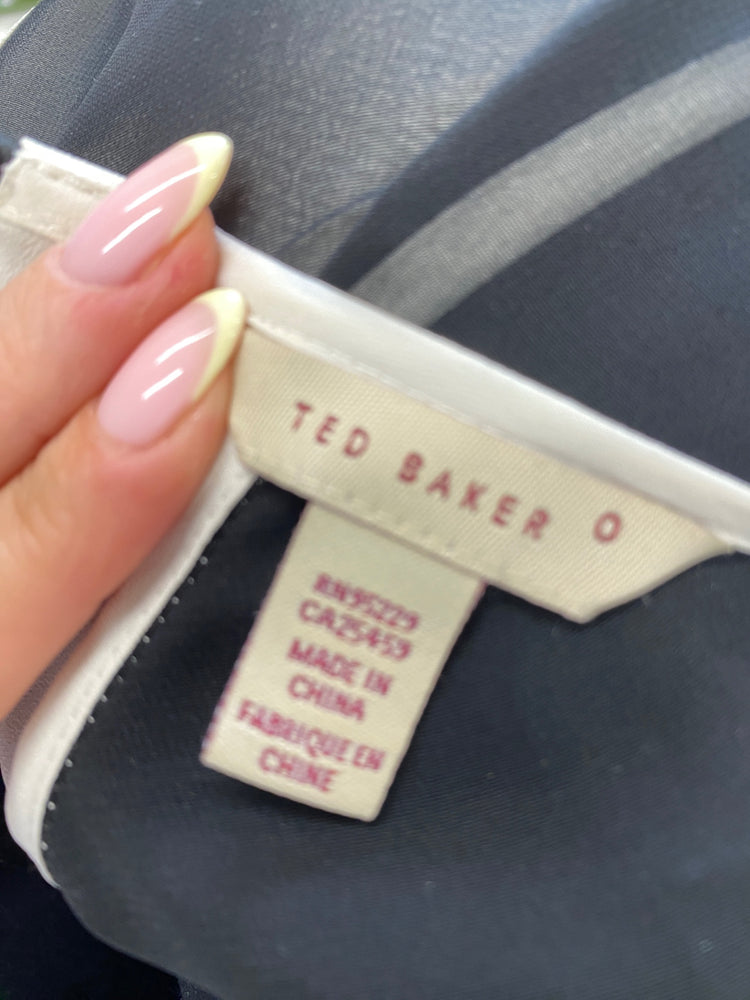 TED BAKER 0
RN95229
CA25459
MADE IN
CHINA
FABRIQUE EN
CHINE